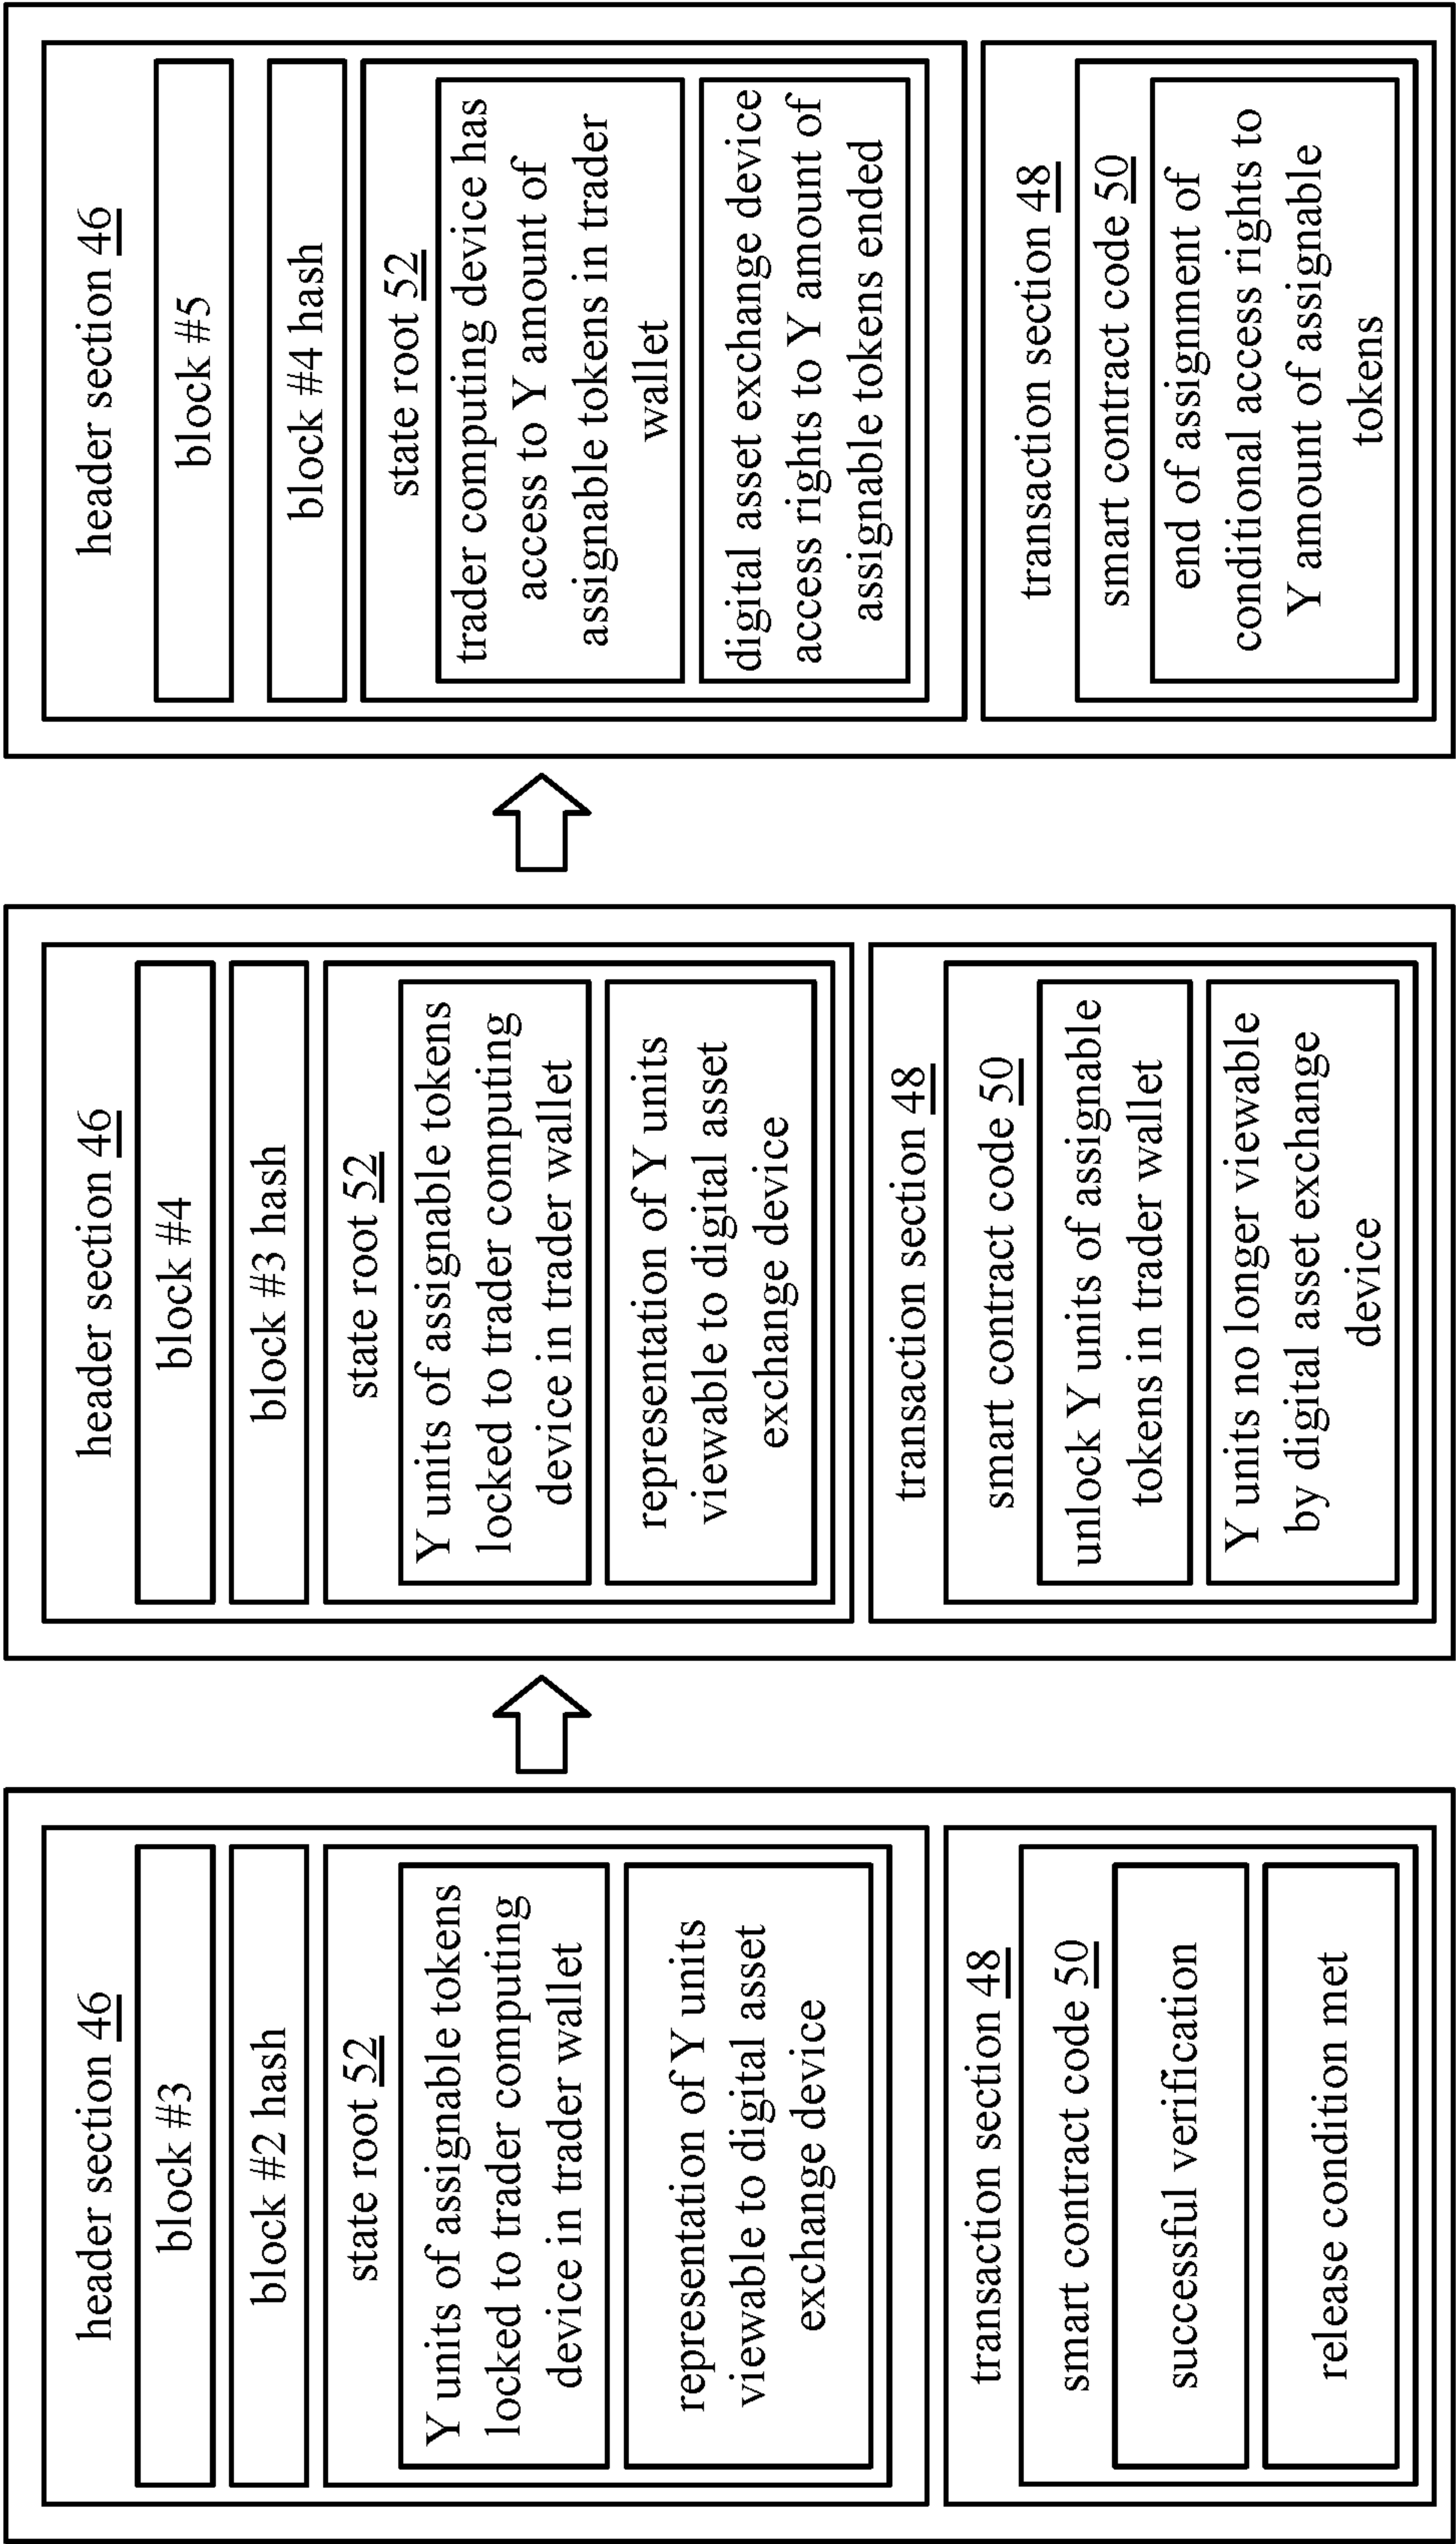 header section 46
block #3
block #2 hash
state root 52
Y units of assignable tokens
locked to trader computing
device in trader wallet
representation of Y units
viewable to digital asset
exchange device
transaction section 48
smart contract code 50
successful verification
release condition met
header section 46
block #4
block #3 hash
state root 52
Y units of assignable tokens
locked to trader computing
device in trader wallet
representation of Y units
viewable to digital asset
exchange device
transaction section 48
smart contract code 50
unlock Y units of assignable
tokens in trader wallet
Y units no longer viewable
by digital asset exchange
device
header section 46
block #5
block #4 hash
state root 52
trader computing device has
access to Y amount of
assignable tokens in trader
wallet
digital asset exchange device
access rights to Y amount of
assignable tokens ended
transaction section 48
smart contract code 50
end of assignment of
conditional access rights to
Y amount of assignable
tokens